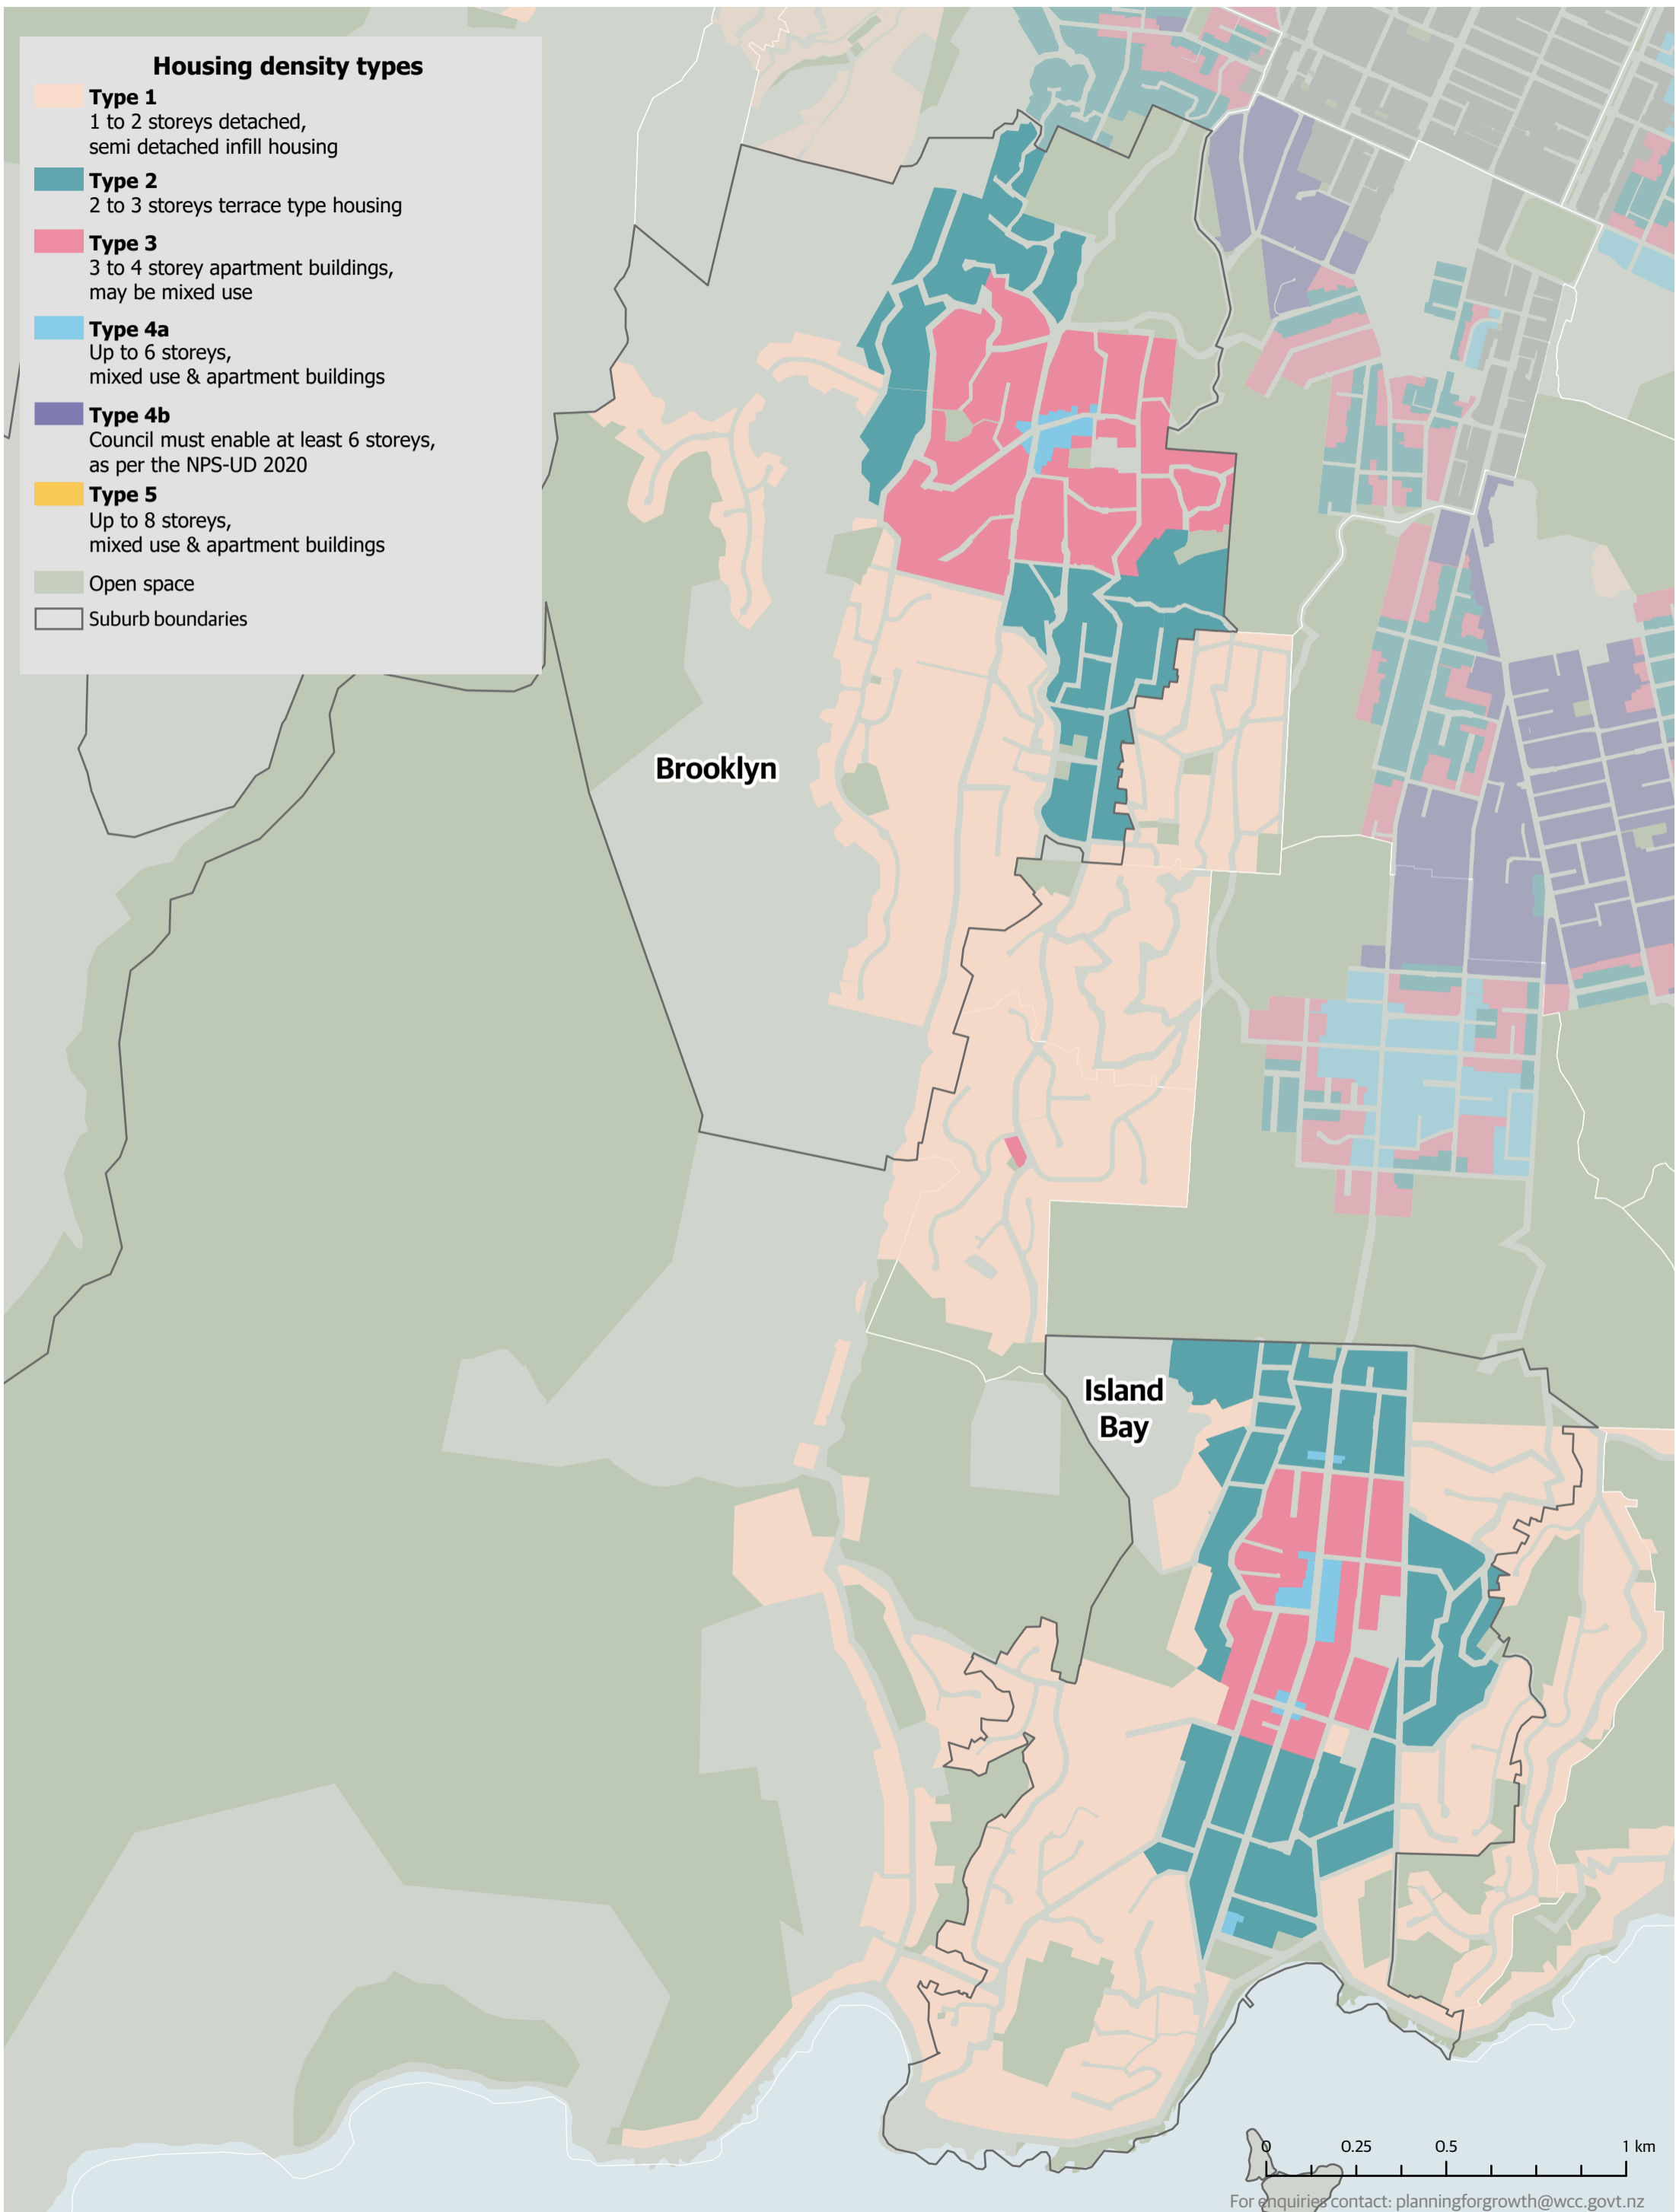 Housing density types
Type 1
1 to 2 storeys detached,
semi detached infill housing
Type 2
2 to 3 storeys terrace type housing
Type 3
3 to 4 storey apartment buildings,
may be mixed use
Type 4a
Up to 6 storeys,
mixed use & apartment buildings
Type 4b
Council must enable at least 6 storeys,
as per the NPS-UD 2020
Type 5
Up to 8 storeys,
mixed use & apartment buildings
Open space
Suburb boundaries
Brooklyn
Island
Bay
0 0.25 0.5 1 km
For enquiries contact: planningforgrowth@wcc.govt.nz